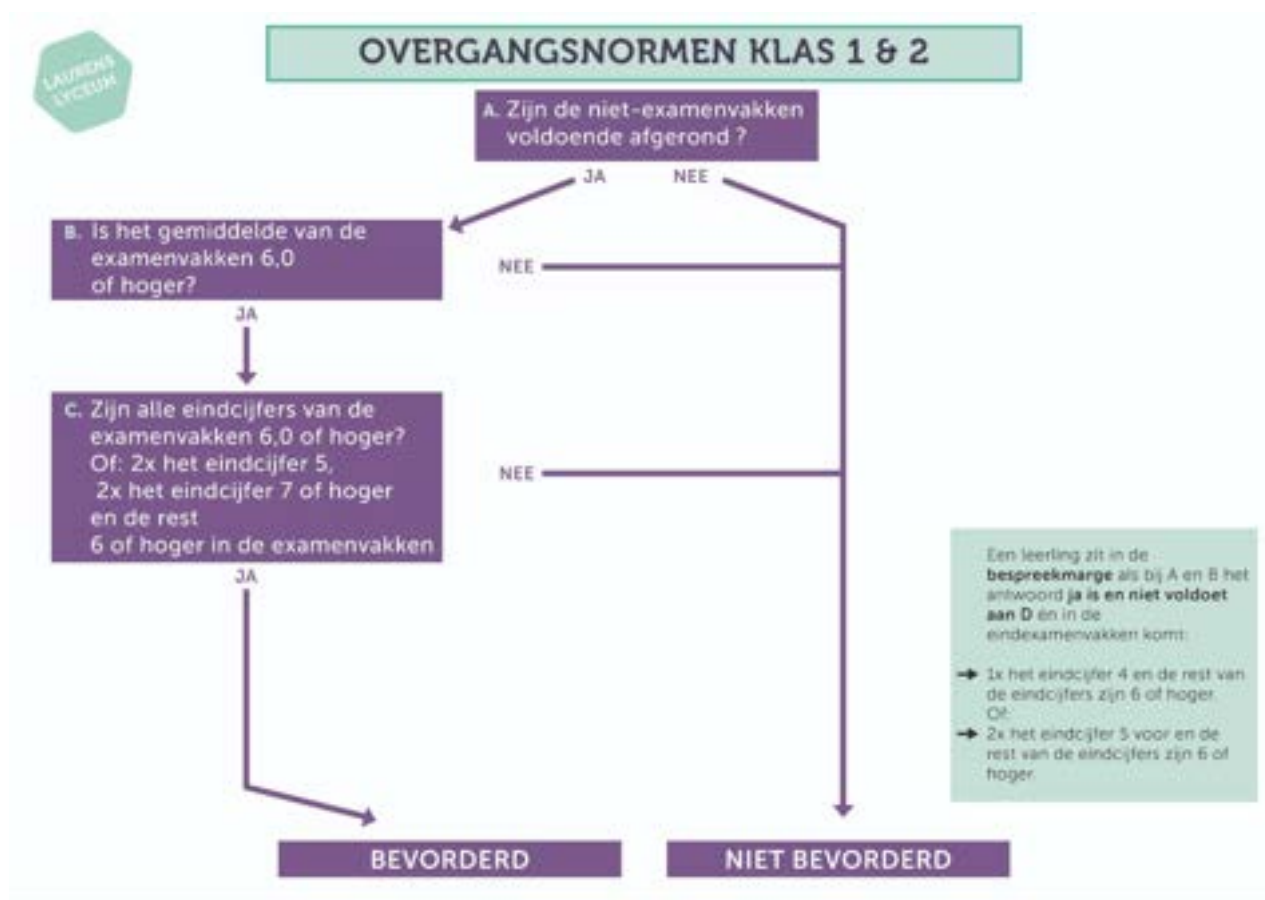 LAURENS
LYCEUM
OVERGANGSNORMEN KLAS 1 & 2
A. Zijn de niet-examenvakken
voldoende afgerond ?
JA
NEE
B. Is het gemiddelde van de
examenvakken 6,0
of hoger?
NEE
JA
C. Zijn alle eindcijfers van de
examenvakken 6,0 of hoger?
Of: 2x het eindcijfer 5,
2x het eindcijfer 7 of hoger
en de rest
6 of hoger in de examenvakken
NEE
JA
Een leerling zit in de
bespreekmarge als bij A en B het
antwoord ja is en niet voldoet
aan D en in de
eindexamenvakken komt:
→ 1x het eindcijfer 4 en de rest van
de eindcijfers zijn 6 of hoger.
Of:
→ 2x het eindcijfer 5 voor en de
rest van de eindcijfers zijn 6 of
hoger.
BEVORDERD
NIET BEVORDERD